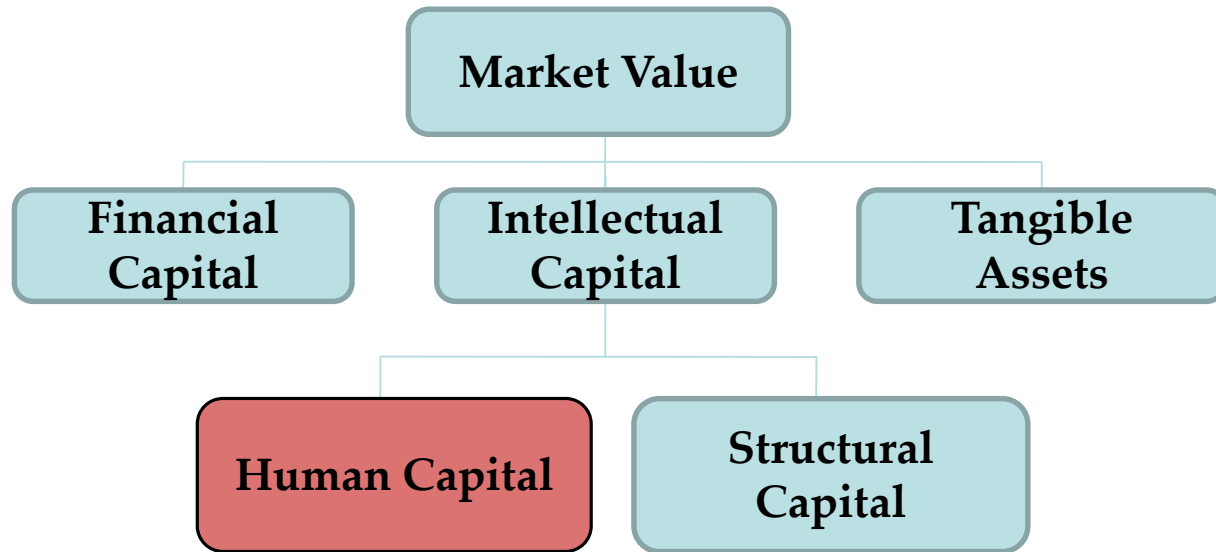 Market Value
Financial
Capital
Intellectual
Capital
Tangible
Assets
Human Capital
Structural
Capital